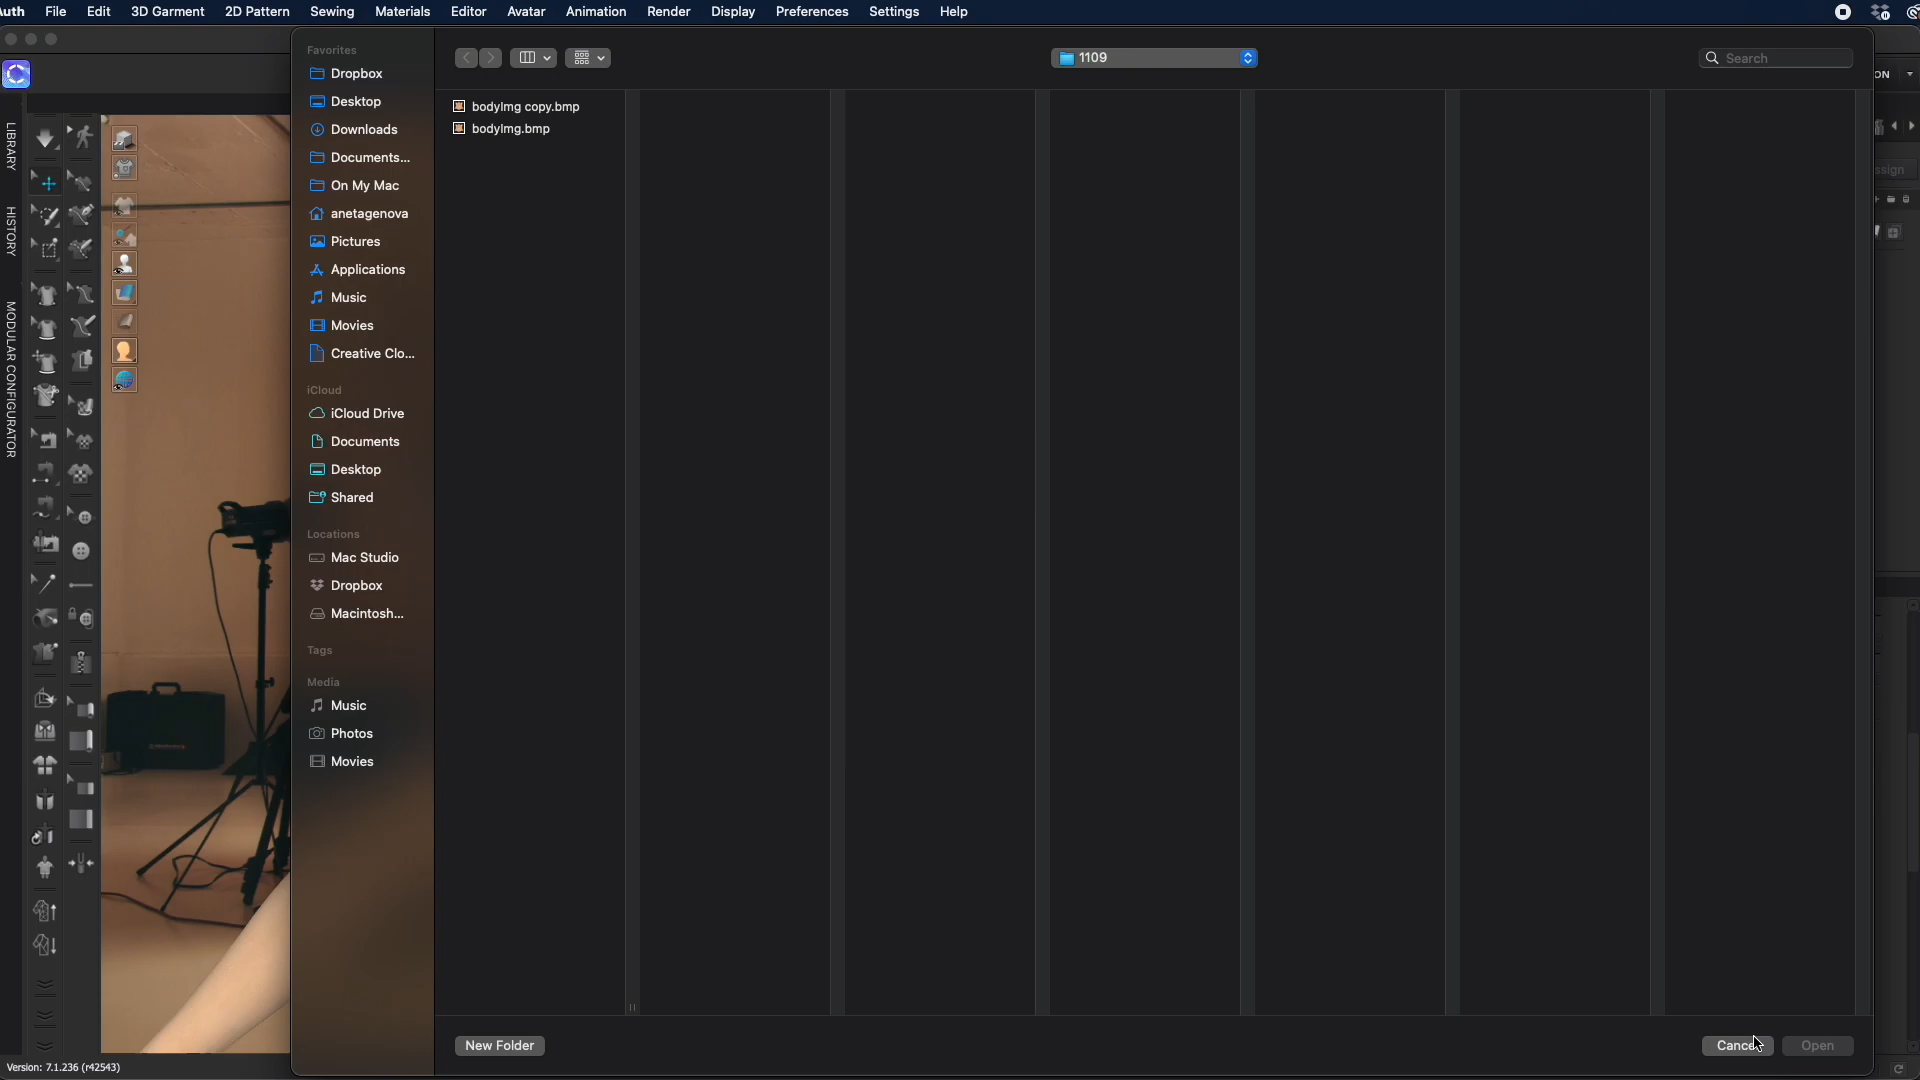 uth File Edit 3D Garment 2D Pattern Sewing Materials Editor Avatar Animation Render Display Preferences Settings Help
Favorites
Dropbox
Desktop
Downloads
Documents...
On My Mac
anetagenova
Pictures
Applications
Music
Movies
Creative Clo...
iCloud
iCloud Drive
Documents
Desktop
Shared
Locations
Mac Studio
Dropbox
Macintosh...
Tags
Media
Music
Photos
Movies
1109
Search
bodyImg copy.bmp
bodyImg.bmp
New Folder
Cancel
Open
LIBRARY
HISTORY
MODULAR CONFIGURATOR
ON
ssign
Version: 7.1.236 (r42543)